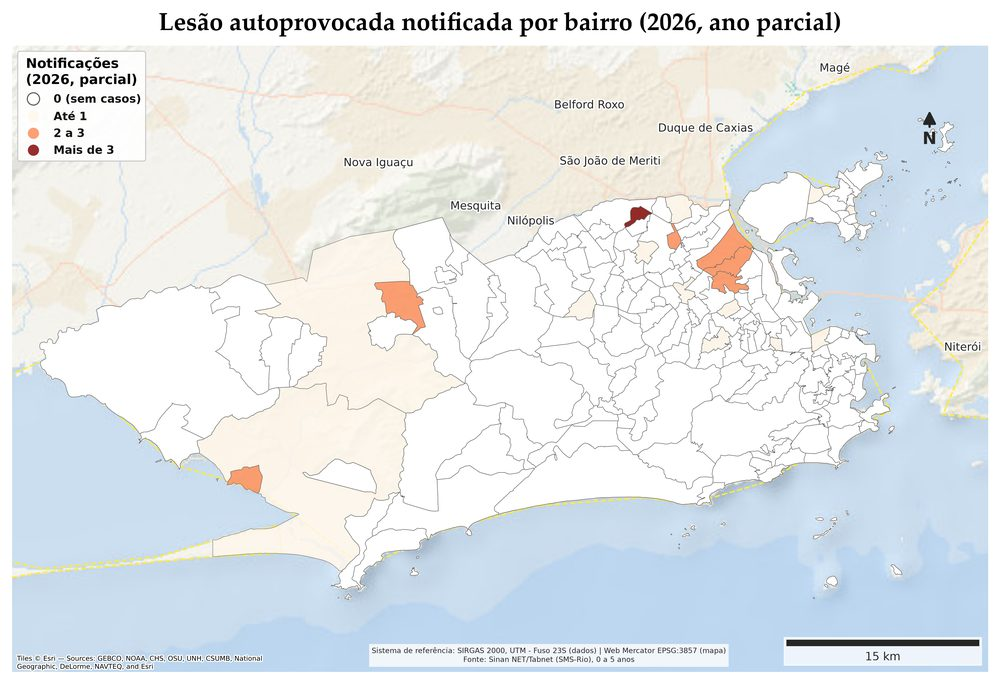 Lesão autoprovocada notificada por bairro (2026, ano parcial)
Notificações
(2026, parcial)
0 (sem casos)
Até 1
2 a 3
Mais de 3
Magé
Belford Roxo
Duque de Caxias
N
Nova Iguaçu
São João de Meriti
Mesquita
Nilópolis
Niterói
Tiles © Esri — Sources: GEBCO, NOAA, CHS, OSU, UNH, CSUMB, National
Geographic, DeLorme, NAVTEQ, and Esri
Sistema de referência: SIRGAS 2000, UTM - Fuso 23S (dados) | Web Mercator EPSG:3857 (mapa)
Fonte: Sinan NET/Tabnet (SMS-Rio), 0 a 5 anos
15 km